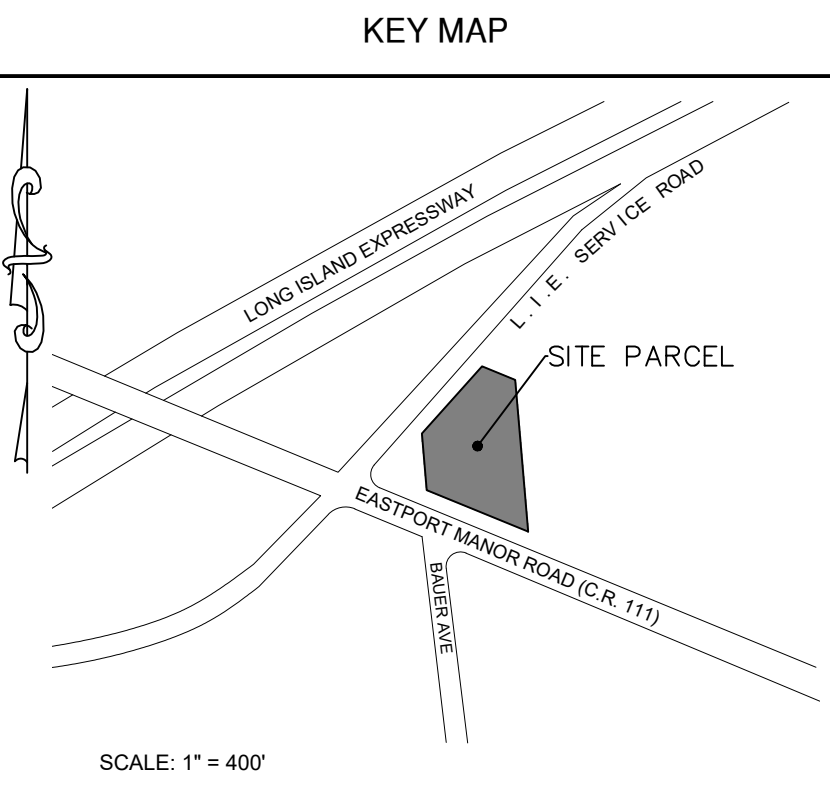 KEY MAP
LONG ISLAND EXPRESSWAY
L.I.E. SERVICE ROAD
SITE PARCEL
EASTPORT MANOR ROAD (C.R. 111)
BAUER AVE
SCALE: 1" = 400'